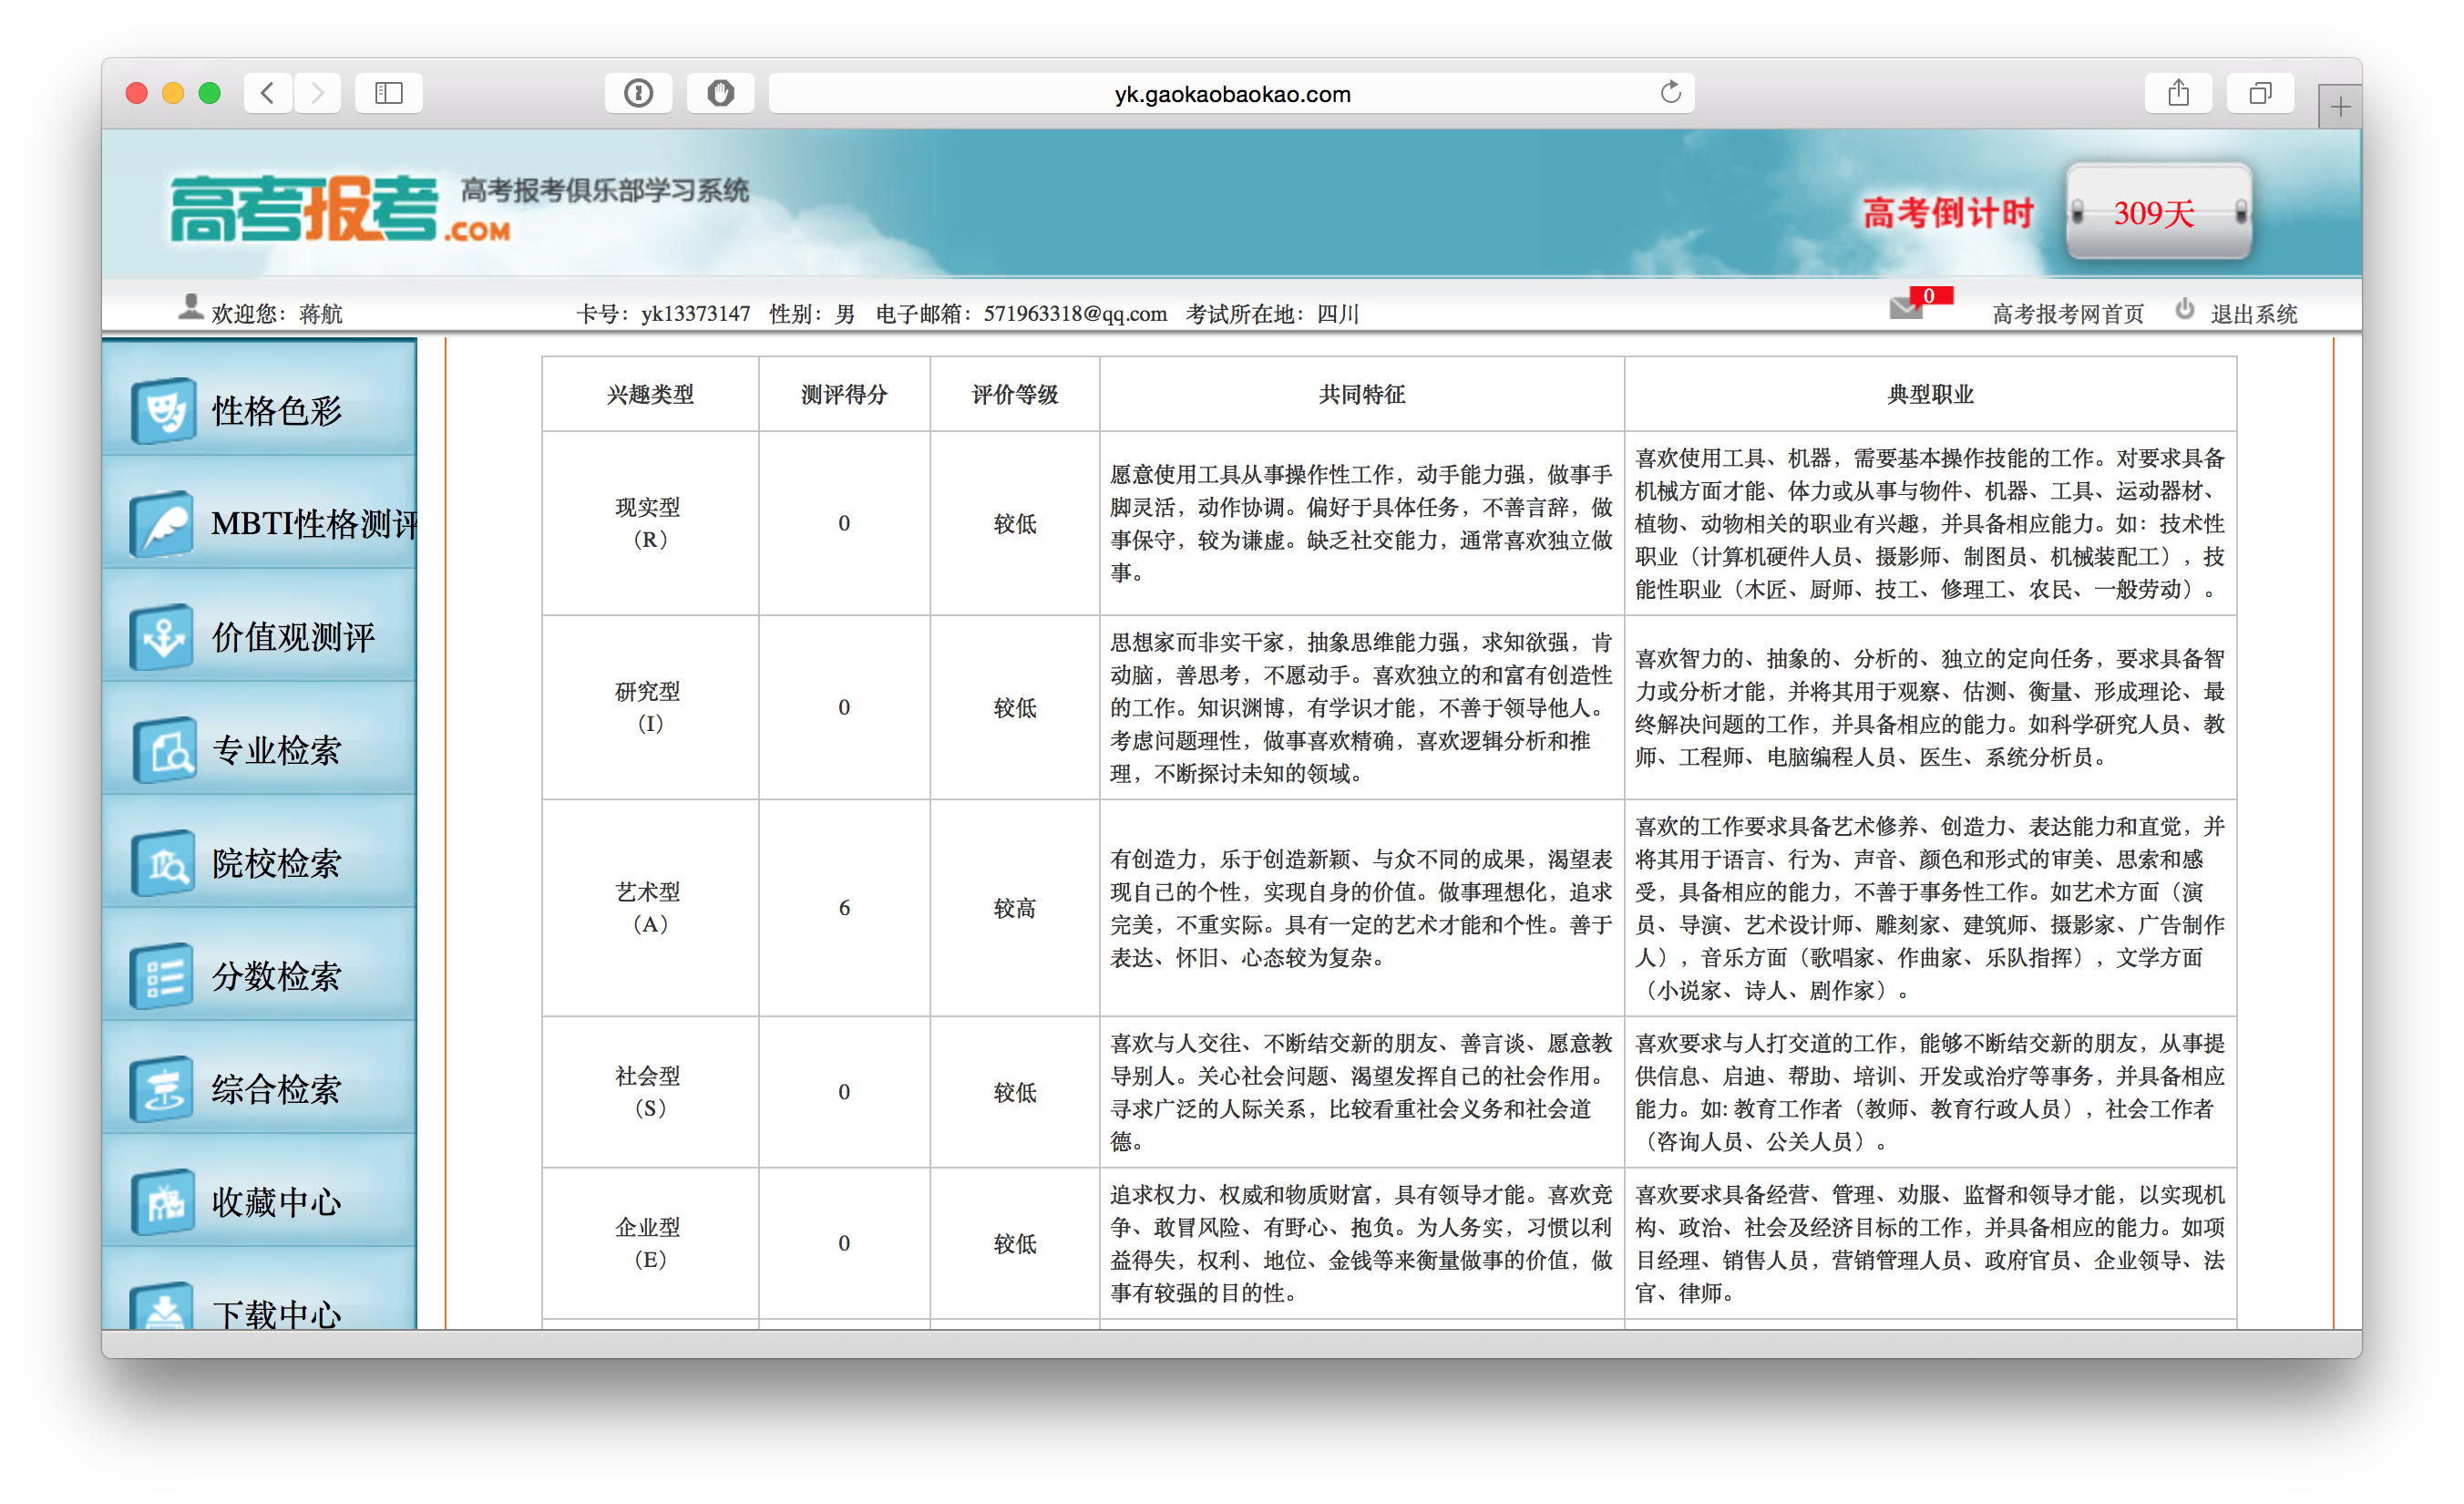 yk.gaokaobaokao.com
高考报考.COM 高考报考俱乐部学习系统
高考倒计时 309天
欢迎您：蒋航 卡号：yk13373147 性别：男 电子邮箱：571963318@qq.com 考试所在地：四川 0 高考报考网首页 退出系统
性格色彩
MBTI性格测评
价值观测评
专业检索
院校检索
分数检索
综合检索
收藏中心
下载中心
兴趣类型 测评得分 评价等级 共同特征 典型职业
现实型
（R）
0
较低
愿意使用工具从事操作性工作，动手能力强，做事手
脚灵活，动作协调。偏好于具体任务，不善言辞，做
事保守，较为谦虚。缺乏社交能力，通常喜欢独立做
事。
喜欢使用工具、机器，需要基本操作技能的工作。对要求具备
机械方面才能、体力或从事与物件、机器、工具、运动器材、
植物、动物相关的职业有兴趣，并具备相应能力。如：技术性
职业（计算机硬件人员、摄影师、制图员、机械装配工），技
能性职业（木匠、厨师、技工、修理工、农民、一般劳动）。
研究型
（I）
0
较低
思想家而非实干家，抽象思维能力强，求知欲强，肯
动脑，善思考，不愿动手。喜欢独立的和富有创造性
的工作。知识渊博，有学识才能，不善于领导他人。
考虑问题理性，做事喜欢精确，喜欢逻辑分析和推
理，不断探讨未知的领域。
喜欢智力的、抽象的、分析的、独立的定向任务，要求具备智
力或分析才能，并将其用于观察、估测、衡量、形成理论、最
终解决问题的工作，并具备相应的能力。如科学研究人员、教
师、工程师、电脑编程人员、医生、系统分析员。
艺术型
（A）
6
较高
有创造力，乐于创造新颖、与众不同的成果，渴望表
现自己的个性，实现自身的价值。做事理想化，追求
完美，不重实际。具有一定的艺术才能和个性。善于
表达、怀旧、心态较为复杂。
喜欢的工作要求具备艺术修养、创造力、表达能力和直觉，并
将其用于语言、行为、声音、颜色和形式的审美、思索和感
受，具备相应的能力，不善于事务性工作。如艺术方面（演
员、导演、艺术设计师、雕刻家、建筑师、摄影家、广告制作
人），音乐方面（歌唱家、作曲家、乐队指挥），文学方面
（小说家、诗人、剧作家）。
社会型
（S）
0
较低
喜欢与人交往、不断结交新的朋友、善言谈、愿意教
导别人。关心社会问题、渴望发挥自己的社会作用。
寻求广泛的人际关系，比较看重社会义务和社会道
德。
喜欢要求与人打交道的工作，能够不断结交新的朋友，从事提
供信息、启迪、帮助、培训、开发或治疗等事务，并具备相应
能力。如: 教育工作者（教师、教育行政人员），社会工作者
（咨询人员、公关人员）。
企业型
（E）
0
较低
追求权力、权威和物质财富，具有领导才能。喜欢竞
争、敢冒风险、有野心、抱负。为人务实，习惯以利
益得失，权利、地位、金钱等来衡量做事的价值，做
事有较强的目的性。
喜欢要求具备经营、管理、劝服、监督和领导才能，以实现机
构、政治、社会及经济目标的工作，并具备相应的能力。如项
目经理、销售人员，营销管理人员、政府官员、企业领导、法
官、律师。